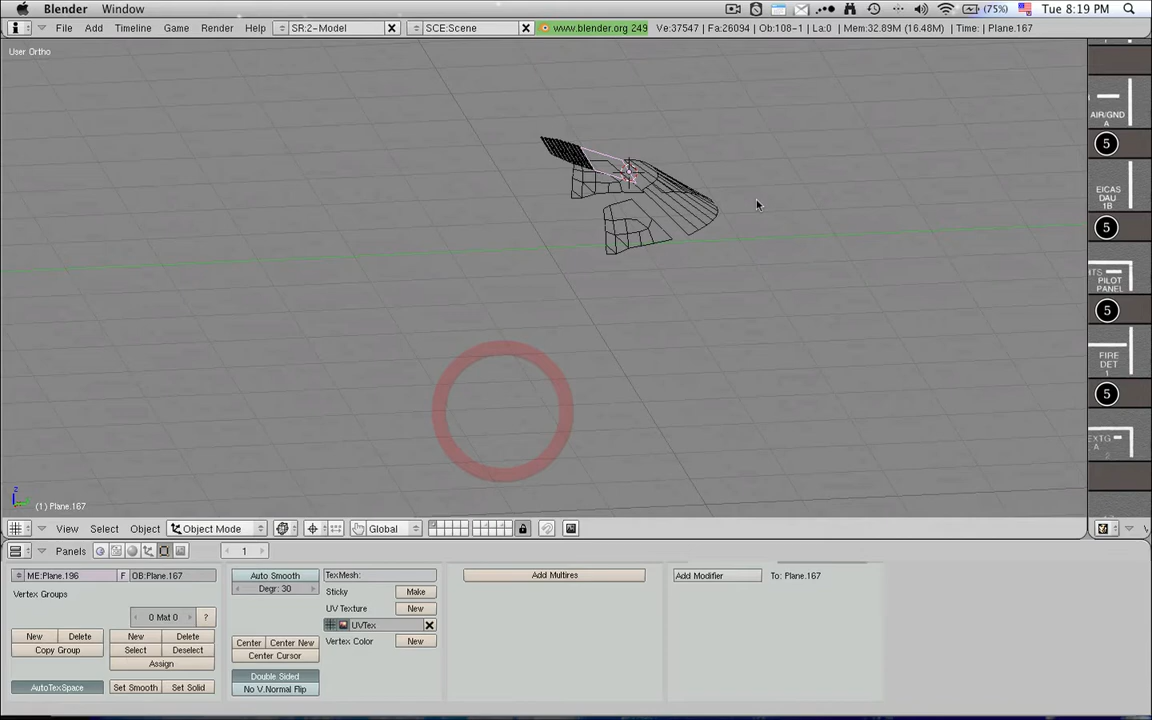 Blender Window (75%) Tue 8:19 PM
File Add Timeline Game Render Help SR:2-Model SCE:Scene www.blender.org 249 Ve:37547 | Fa:26094 | Ob:108-1 | La:0 | Mem:32.89M (16.48M) | Time: | Plane.167
User Ortho
AIR/GND
A
5
EICAS
DAU
1B
5
PILOT
PANEL
5
FIRE
DET
1
5
A
z
(1) Plane.167
View Select Object Object Mode Global
Panels 1
ME:Plane.196 F OB:Plane.167
Vertex Groups
0 Mat 0 ?
New Delete New Delete
Copy Group Select Deselect
Assign
AutoTexSpace Set Smooth Set Solid
Auto Smooth
Degr: 30
Center Center New
Center Cursor
Double Sided
No V.Normal Flip
TexMesh:
Sticky Make
UV Texture New
UVTex
Vertex Color New
Add Multires
Add Modifier To: Plane.167